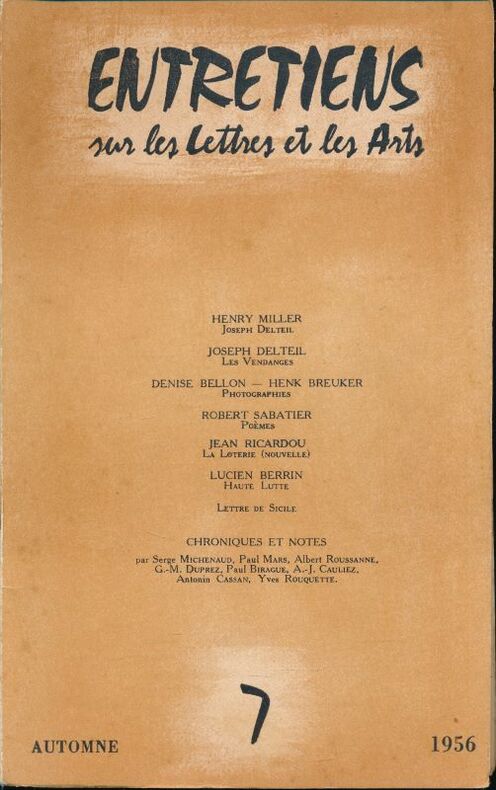 ENTRETIENS
sur les Lettres et les Arts
HENRY MILLER
Joseph Delteil
JOSEPH DELTEIL
Les Vendanges
DENISE BELLON — HENK BREUKER
Photographies
ROBERT SABATIER
Poèmes
JEAN RICARDOU
La Loterie (nouvelle)
LUCIEN BERRIN
Haute Lutte
Lettre de Sicile
CHRONIQUES ET NOTES
par Serge Michenaud, Paul Mars, Albert Roussanne,
G.-M. Duprez, Paul Birague, A.-J. Cauliez,
Antonin Cassan, Yves Rouquette.
7
AUTOMNE 1956